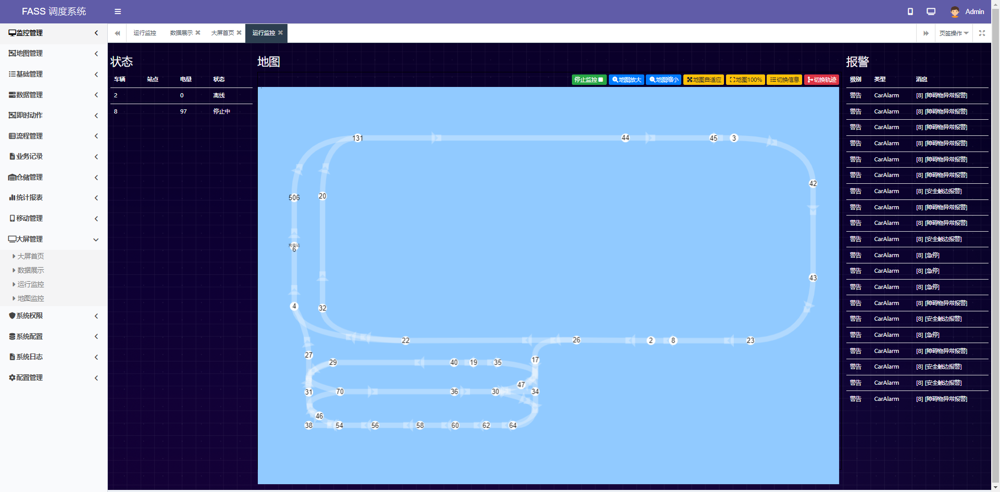 FASS 调度系统
Admin
监控管理
地图管理
基础管理
数据管理
即时动作
流程管理
业务记录
仓储管理
统计报表
移动管理
大屏管理
大屏首页
数据展示
运行监控
地图监控
系统权限
系统配置
系统日志
配置管理
运行监控 数据展示 大屏首页 运行监控 页签操作
状态
车辆 站点 电量 状态
2 0 离线
8 97 停止中
地图
停止监控 地图放大 地图缩小 地图自适应 地图100% 切换信息 切换轨迹
131 44 45 3
42
506 20
充电站
6
43
4 32
22 26 2 8 23
27 29 40 19 35 17
47
31 70 36 30 34
46
38 54 56 58 60 62 64
报警
级别 类型 消息
警告 CarAlarm [8] [障碍物异常报警]
警告 CarAlarm [8] [障碍物异常报警]
警告 CarAlarm [8] [障碍物异常报警]
警告 CarAlarm [8] [障碍物异常报警]
警告 CarAlarm [8] [障碍物异常报警]
警告 CarAlarm [8] [障碍物异常报警]
警告 CarAlarm [8] [安全触边报警]
警告 CarAlarm [8] [障碍物异常报警]
警告 CarAlarm [8] [障碍物异常报警]
警告 CarAlarm [8] [安全触边报警]
警告 CarAlarm [8] [急停]
警告 CarAlarm [8] [急停]
警告 CarAlarm [8] [急停]
警告 CarAlarm [8] [障碍物异常报警]
警告 CarAlarm [8] [安全触边报警]
警告 CarAlarm [8] [急停]
警告 CarAlarm [8] [障碍物异常报警]
警告 CarAlarm [8] [安全触边报警]
警告 CarAlarm [8] [安全触边报警]
警告 CarAlarm [8] [障碍物异常报警]